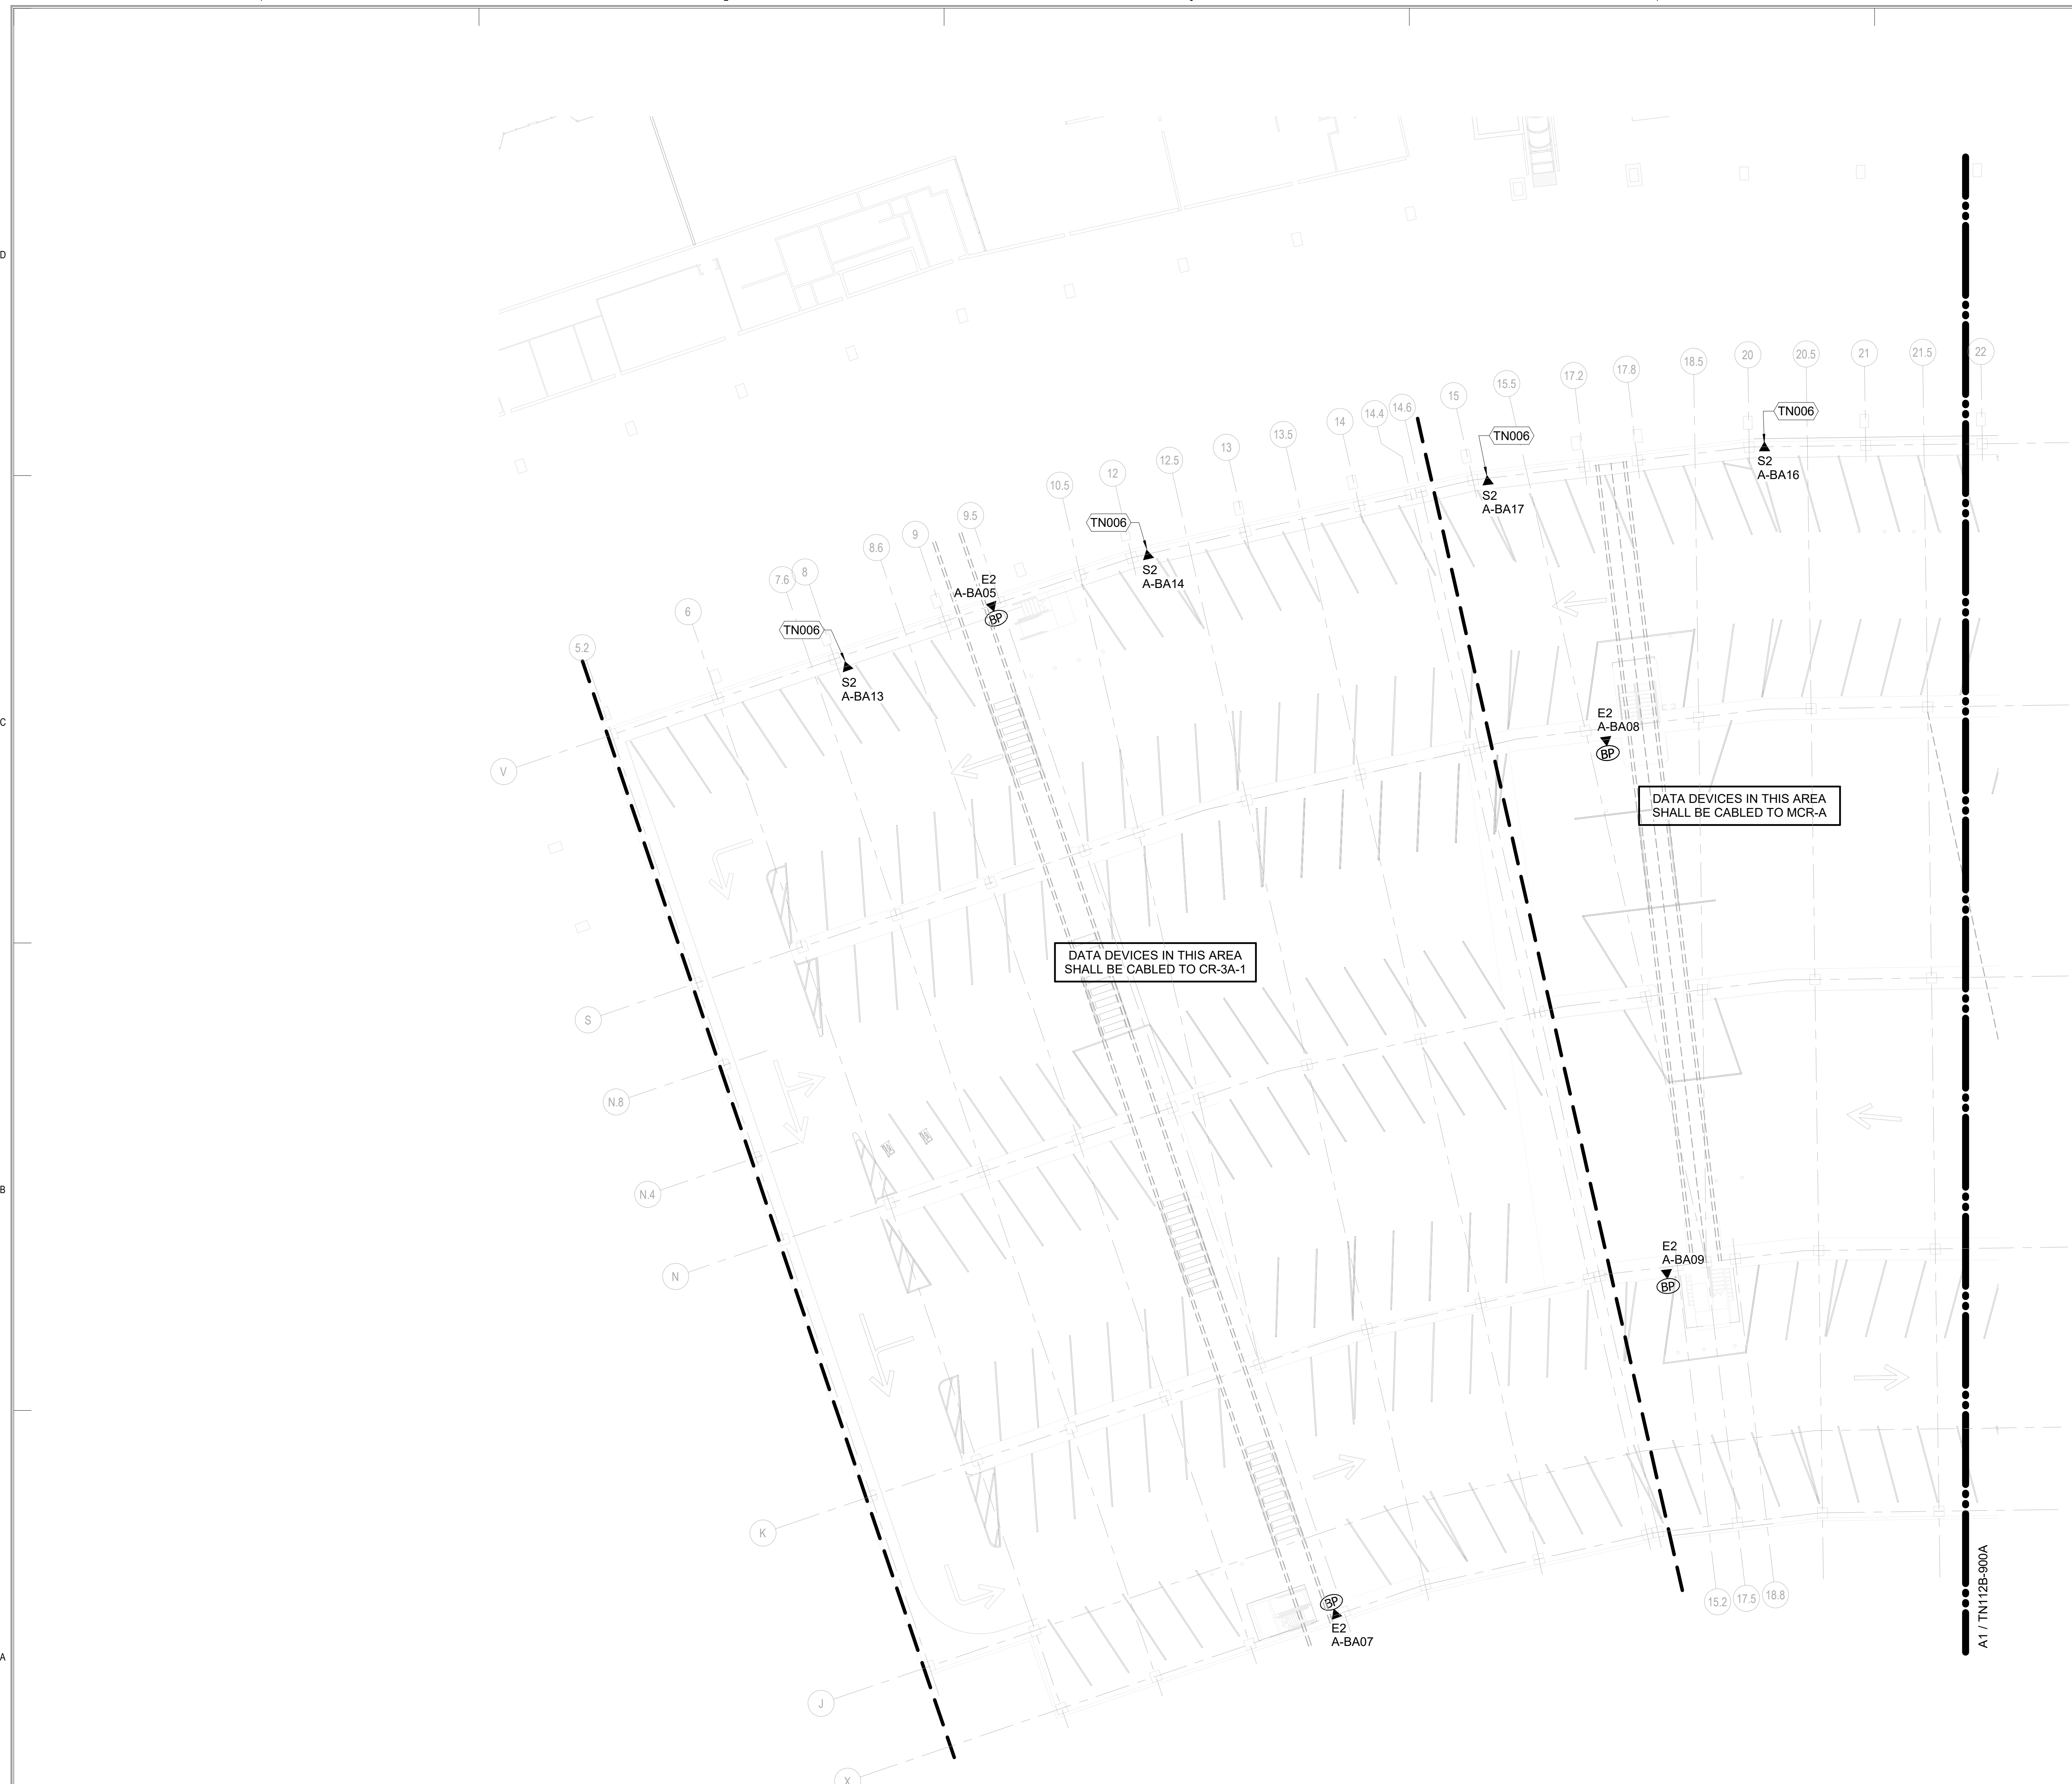 D
C
B
A
5.2
6
7.6
8
8.6
9
9.5
10.5
12
12.5
13
13.5
14
14.4
14.6
15
15.5
17.2
17.8
18.5
20
20.5
21
21.5
22
TN006
S2
A-BA16
TN006
S2
A-BA17
TN006
S2
A-BA14
E2
A-BA05
BP
TN006
S2
A-BA13
E2
A-BA08
BP
DATA DEVICES IN THIS AREA
SHALL BE CABLED TO MCR-A
DATA DEVICES IN THIS AREA
SHALL BE CABLED TO CR-3A-1
E2
A-BA09
BP
BP
E2
A-BA07
V
S
N.8
N.4
N
K
J
X
15.2
17.5
18.8
A1 / TN112B-900A